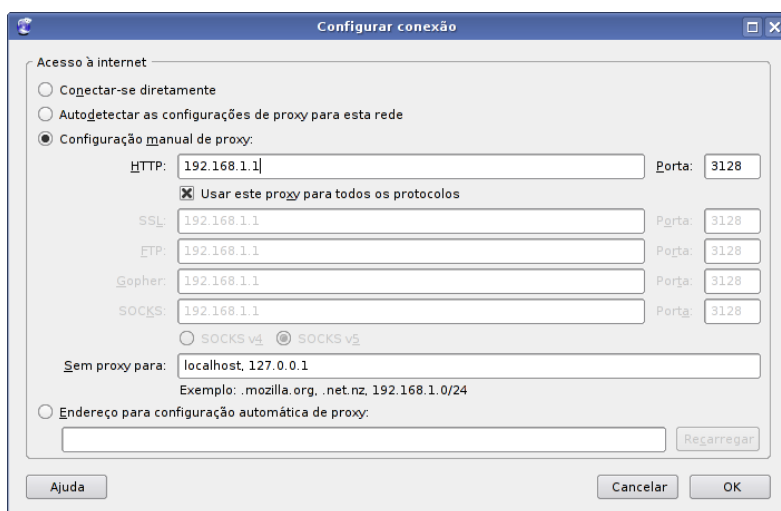 Configurar conexão
Acesso à internet
Conectar-se diretamente
Autodetectar as configurações de proxy para esta rede
Configuração manual de proxy:
HTTP: 192.168.1.1 Porta: 3128
Usar este proxy para todos os protocolos
SSL: 192.168.1.1 Porta: 3128
FTP: 192.168.1.1 Porta: 3128
Gopher: 192.168.1.1 Porta: 3128
SOCKS: 192.168.1.1 Porta: 3128
SOCKS v4 SOCKS v5
Sem proxy para: localhost, 127.0.0.1
Exemplo: .mozilla.org, .net.nz, 192.168.1.0/24
Endereço para configuração automática de proxy:
Recarregar
Ajuda Cancelar OK